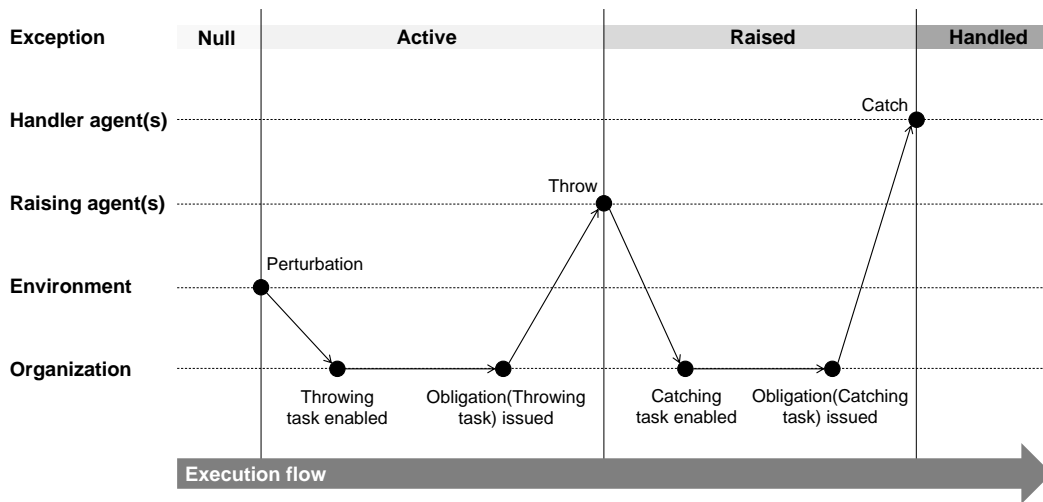 Exception
Null
Active
Raised
Handled
Catch
Handler agent(s)
Throw
Raising agent(s)
Perturbation
Environment
Organization
Throwing
task enabled
Obligation(Throwing
task) issued
Catching
task enabled
Obligation(Catching
task) issued
Execution flow